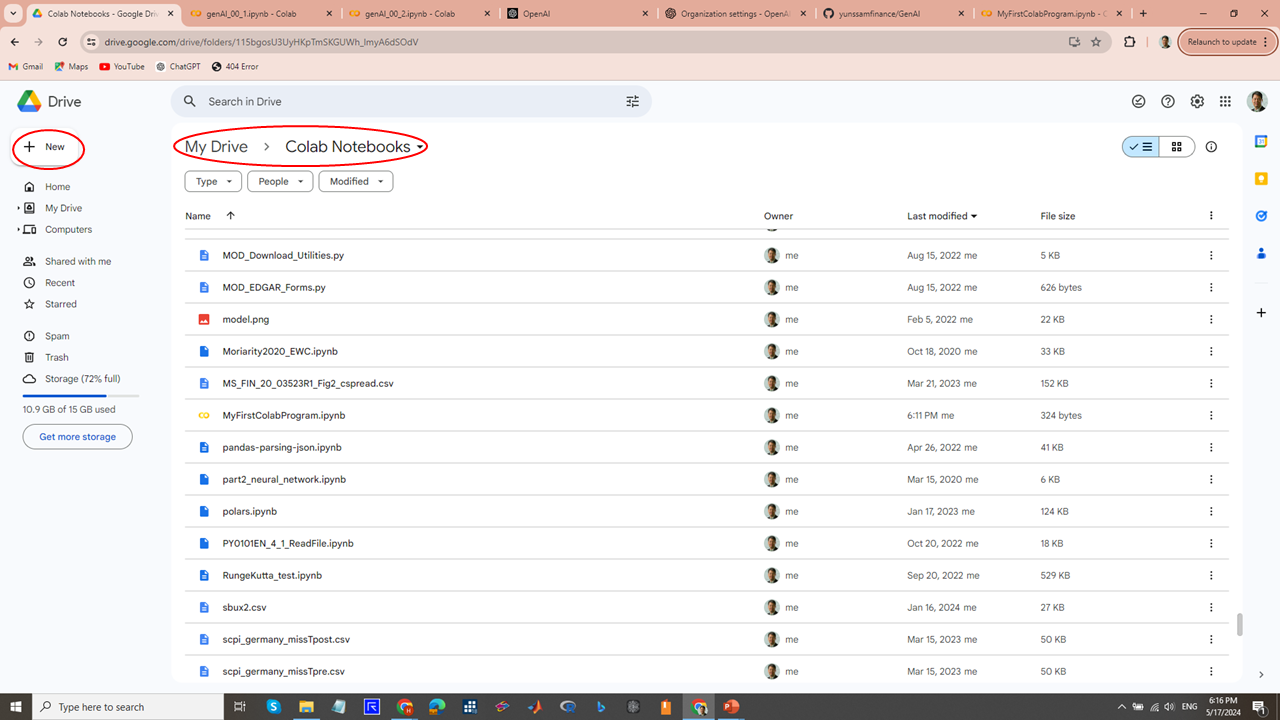 Colab Notebooks - Google Dri
genAI_00_1.ipynb - Colab
genAI_00_2.ipynb - Colab
OpenAI
Organization settings - OpenAI
yunssamfinance/GenAI
MyFirstColabProgram.ipynb - C
drive.google.com/drive/folders/115bgosU3UyHKpTmSKGUWh_ImyA6dSOdV
Relaunch to update
Gmail
Maps
YouTube
ChatGPT
404 Error
Drive
Search in Drive
New
My Drive > Colab Notebooks
Type
People
Modified
Home
My Drive
Computers
Shared with me
Recent
Starred
Spam
Trash
Storage (72% full)
10.9 GB of 15 GB used
Get more storage
Name Owner Last modified File size
MOD_Download_Utilities.py me Aug 15, 2022 me 5 KB
MOD_EDGAR_Forms.py me Aug 15, 2022 me 626 bytes
model.png me Feb 5, 2022 me 22 KB
Moriarity2020_EWC.ipynb me Oct 18, 2020 me 33 KB
MS_FIN_20_03523R1_Fig2_cspread.csv me Mar 21, 2023 me 152 KB
MyFirstColabProgram.ipynb me 6:11 PM me 324 bytes
pandas-parsing-json.ipynb me Apr 26, 2022 me 41 KB
part2_neural_network.ipynb me Mar 15, 2020 me 6 KB
polars.ipynb me Jan 17, 2023 me 124 KB
PY0101EN_4_1_ReadFile.ipynb me Oct 20, 2022 me 18 KB
RungeKutta_test.ipynb me Sep 20, 2022 me 529 KB
sbux2.csv me Jan 16, 2024 me 27 KB
scpi_germany_missTpost.csv me Mar 15, 2023 me 50 KB
scpi_germany_missTpre.csv me Mar 15, 2023 me 50 KB
Type here to search
ENG
6:16 PM
5/17/2024